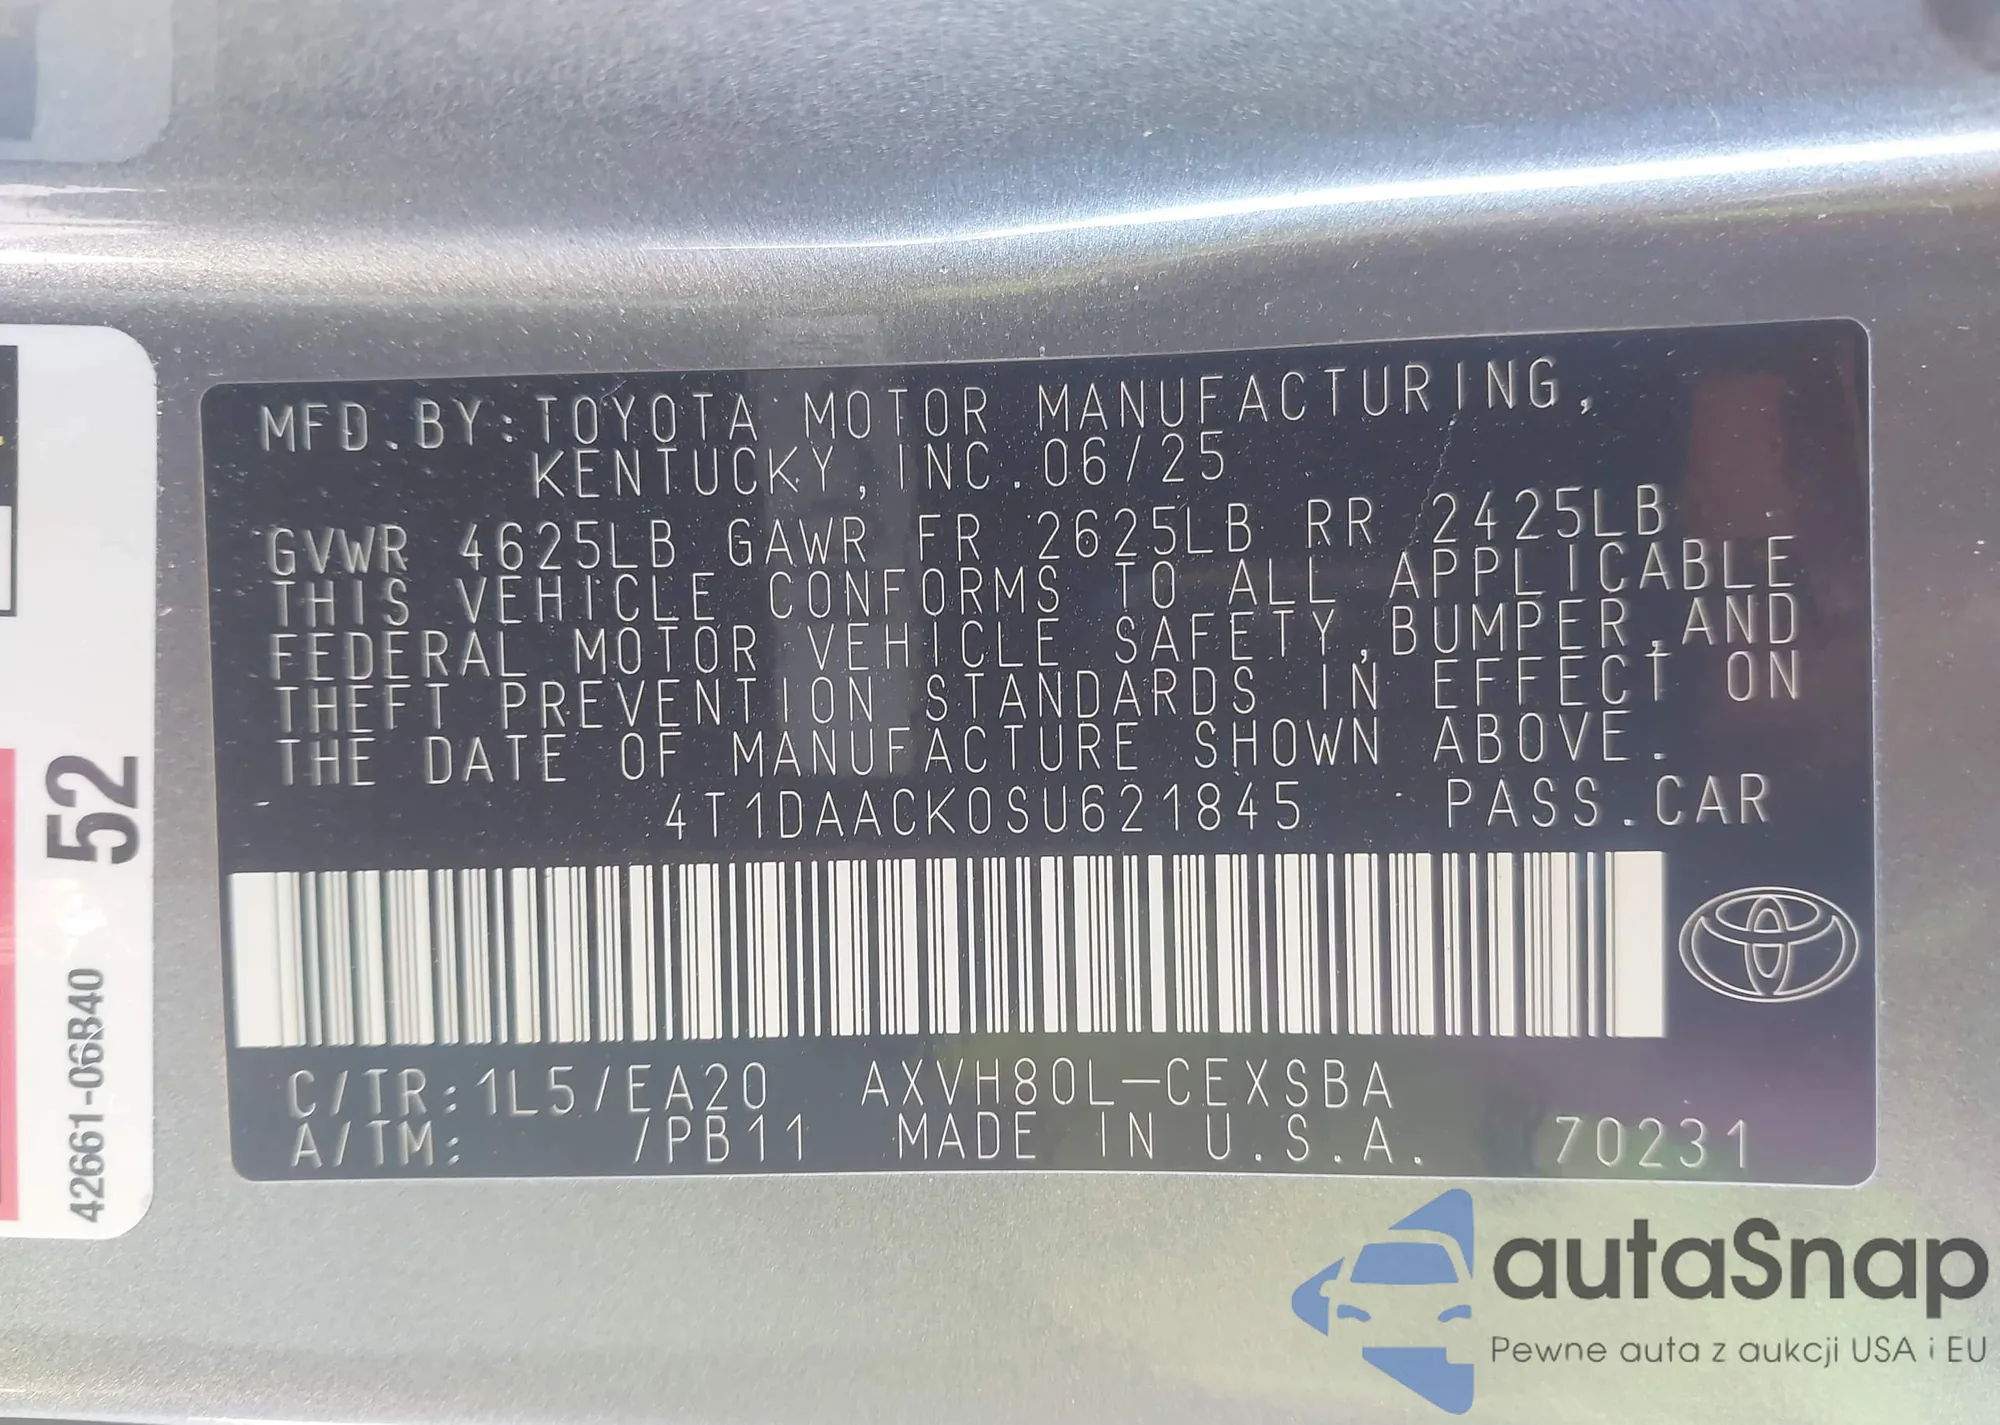 MFD.BY:TOYOTA MOTOR MANUFACTURING,
KENTUCKY,INC.06/25
GVWR 4625LB GAWR FR 2625LB RR 2425LB
THIS VEHICLE CONFORMS TO ALL APPLICABLE
FEDERAL MOTOR VEHICLE SAFETY,BUMPER,AND
THEFT PREVENTION STANDARDS IN EFFECT ON
THE DATE OF MANUFACTURE SHOWN ABOVE.
4T1DAACK0SU621845 PASS.CAR
C/TR:1L5/EA20 AXVH80L-CEXSBA
A/TM: /PB11 MADE IN U.S.A. 70231
52
42661-06B40
autaSnap
Pewne auta z aukcji USA i EU